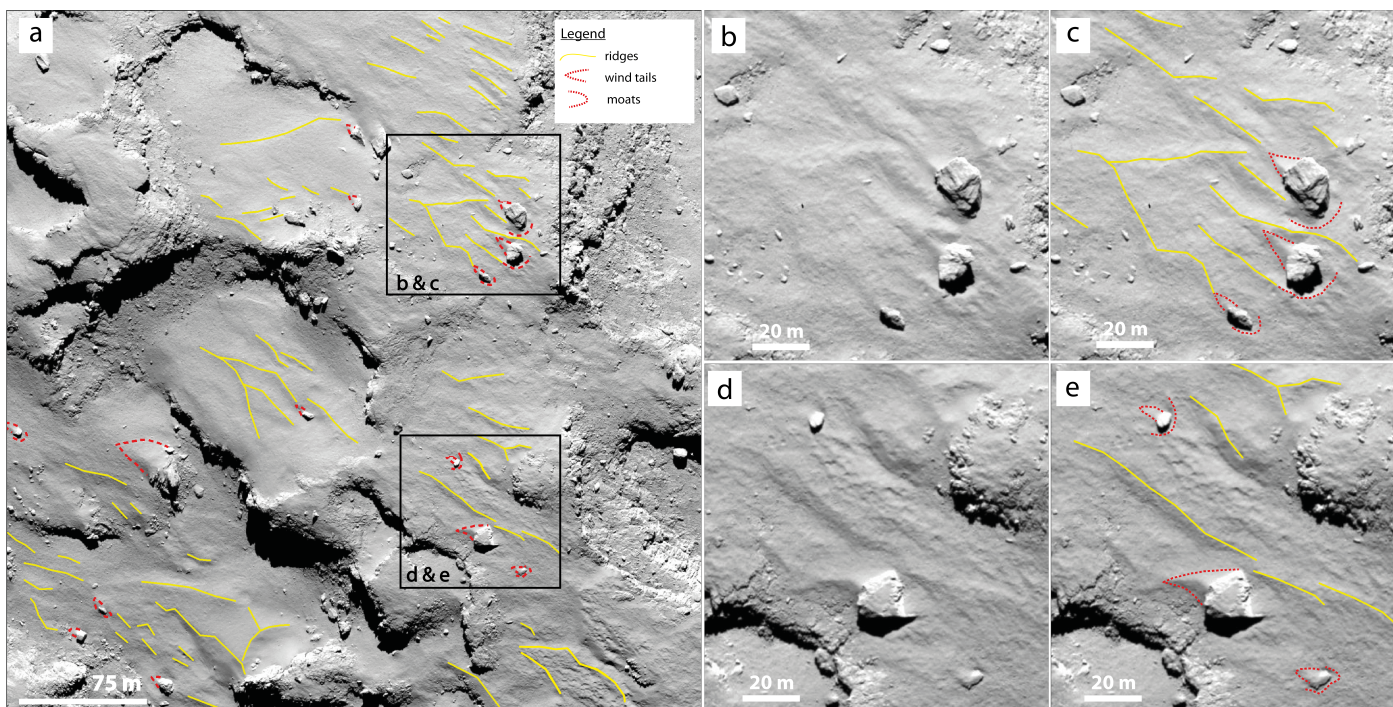 a
Legend
ridges
wind tails
moats
b & c
d & e
75 m
b
20 m
c
20 m
d
20 m
e
20 m